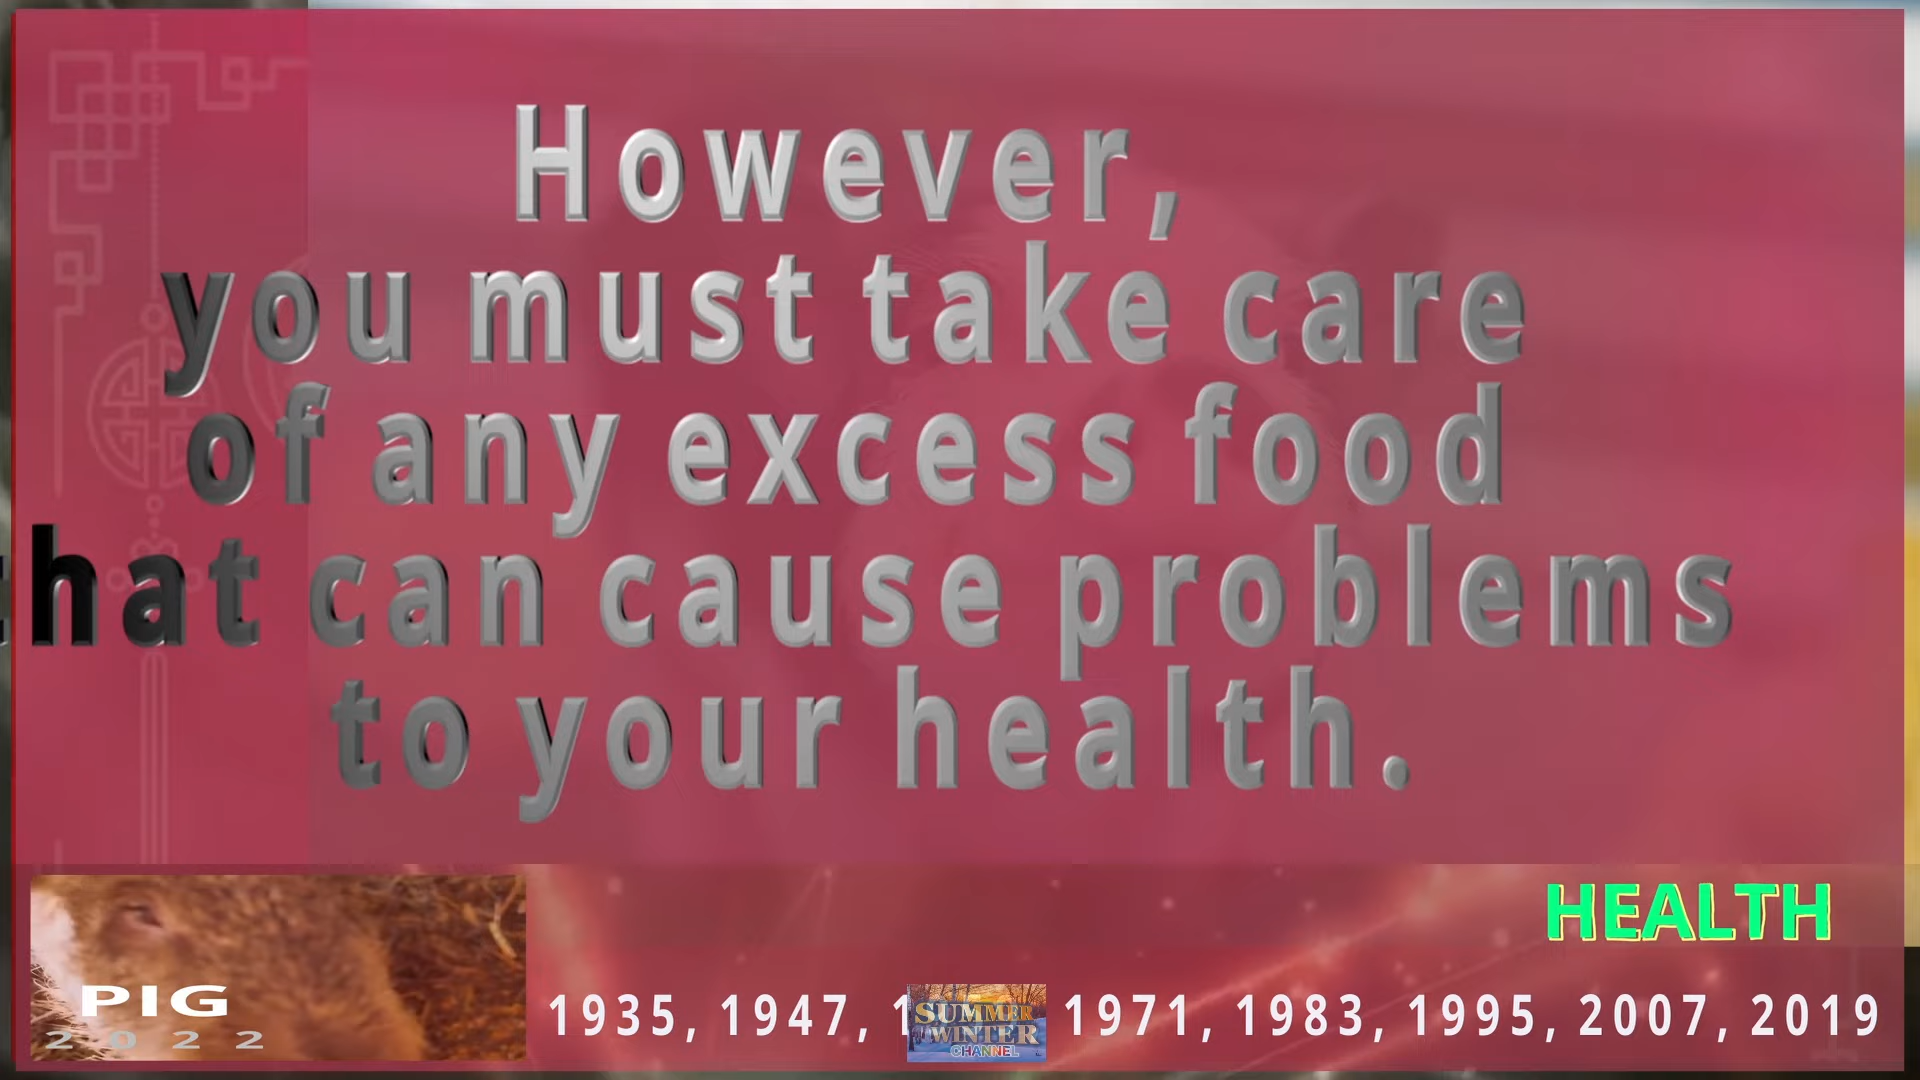 However,
you must take care
of any excess food
that can cause problems
to your health.
HEALTH
PIG
2022
1935, 1947, 1971, 1983, 1995, 2007, 2019
SUMMER
WINTER
CHANNEL